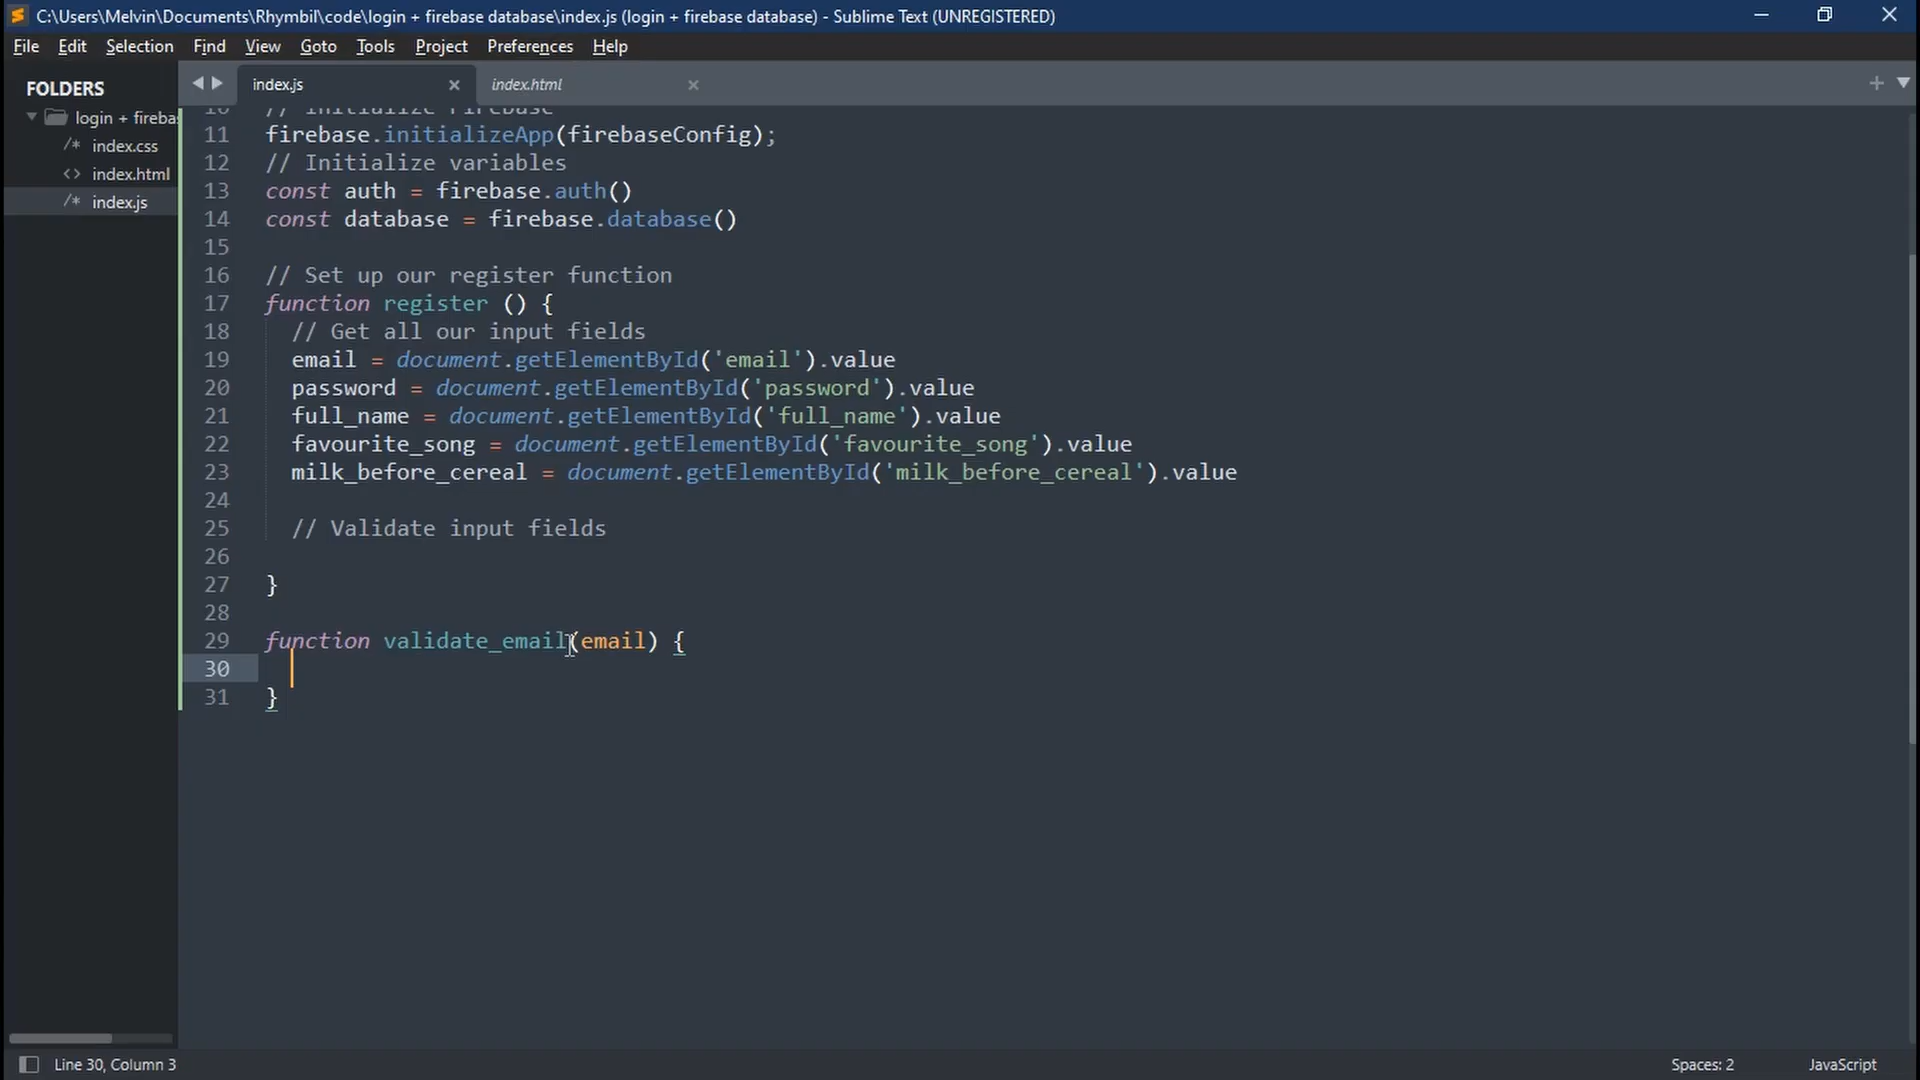 C:\Users\Melvin\Documents\Rhymbil\code\login + firebase database\index.js (login + firebase database) - Sublime Text (UNREGISTERED)
File Edit Selection Find View Goto Tools Project Preferences Help
FOLDERS
login + fireba
/* index.css
<> index.html
/* index.js
index.js
index.html
10 // Initialize Firebase
11 firebase.initializeApp(firebaseConfig);
12 // Initialize variables
13 const auth = firebase.auth()
14 const database = firebase.database()
15
16 // Set up our register function
17 function register () {
18   // Get all our input fields
19   email = document.getElementById('email').value
20   password = document.getElementById('password').value
21   full_name = document.getElementById('full_name').value
22   favourite_song = document.getElementById('favourite_song').value
23   milk_before_cereal = document.getElementById('milk_before_cereal').value
24
25   // Validate input fields
26
27 }
28
29 function validate_email(email) {
30
31 }
Line 30, Column 3
Spaces: 2
JavaScript